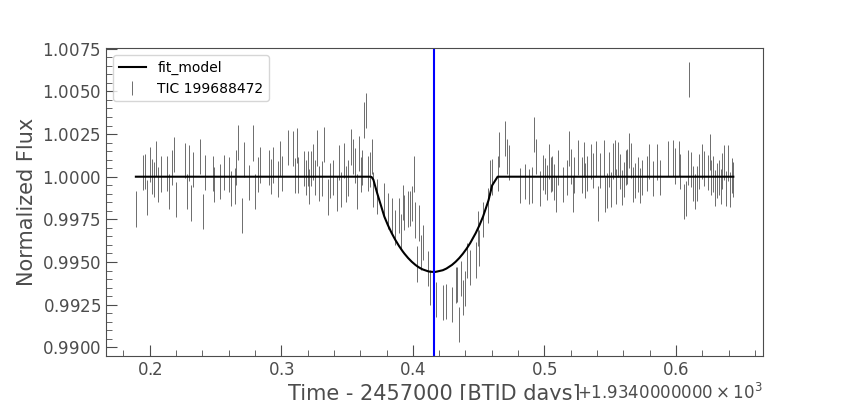 1.0075
1.0050
1.0025
1.0000
0.9975
0.9950
0.9925
0.9900
Normalized Flux
fit_model
TIC 199688472
0.2 0.3 0.4 0.5 0.6
Time - 2457000 [BTJD days]
+1.9340000000 × 10³